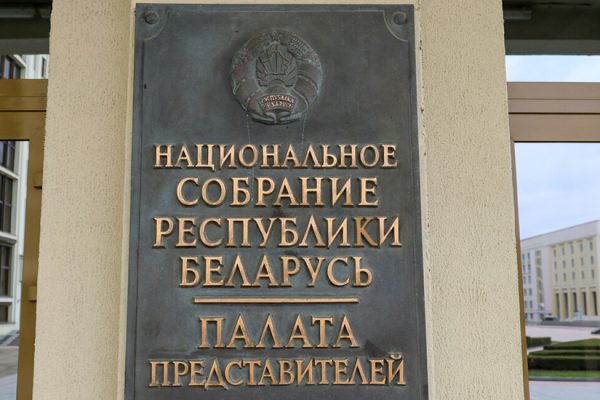 НАЦИОНАЛЬНОЕ
СОБРАНИЕ
РЕСПУБЛИКИ
БЕЛАРУСЬ
ПАЛАТА
ПРЕДСТАВИТЕЛЕЙ